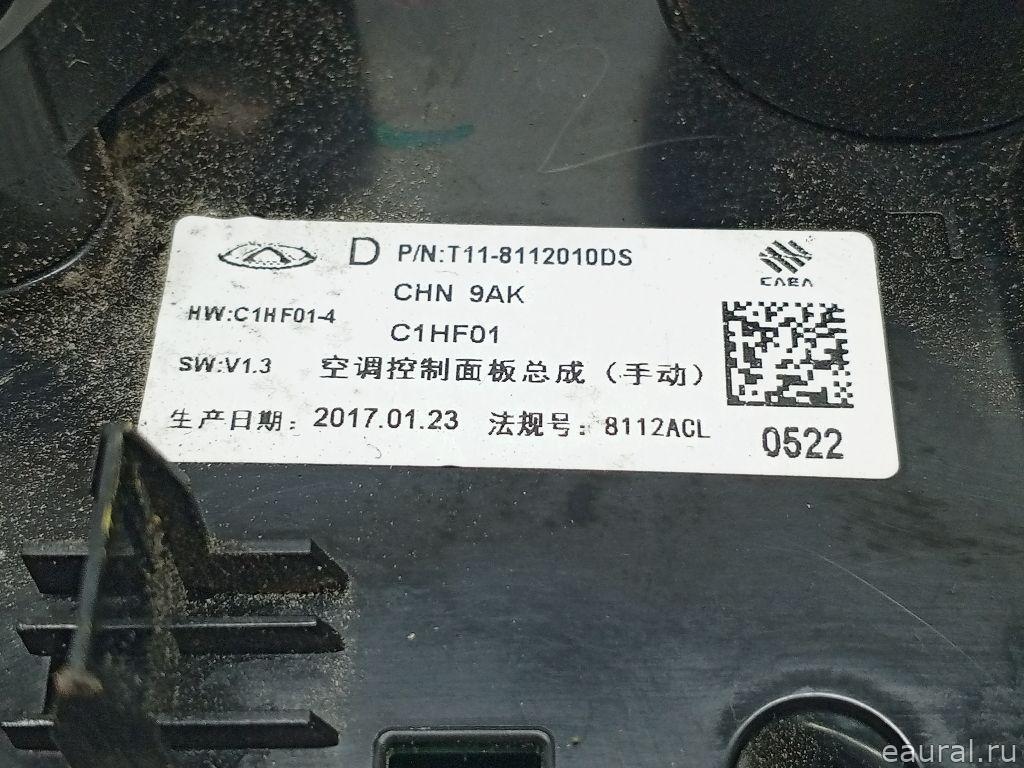 D P/N:T11-8112010DS
CHN 9AK
HW:C1HF01-4
C1HF01
SW:V1.3 空调控制面板总成（手动）
生产日期：2017.01.23 法规号：8112ACL
0522
eaural.ru